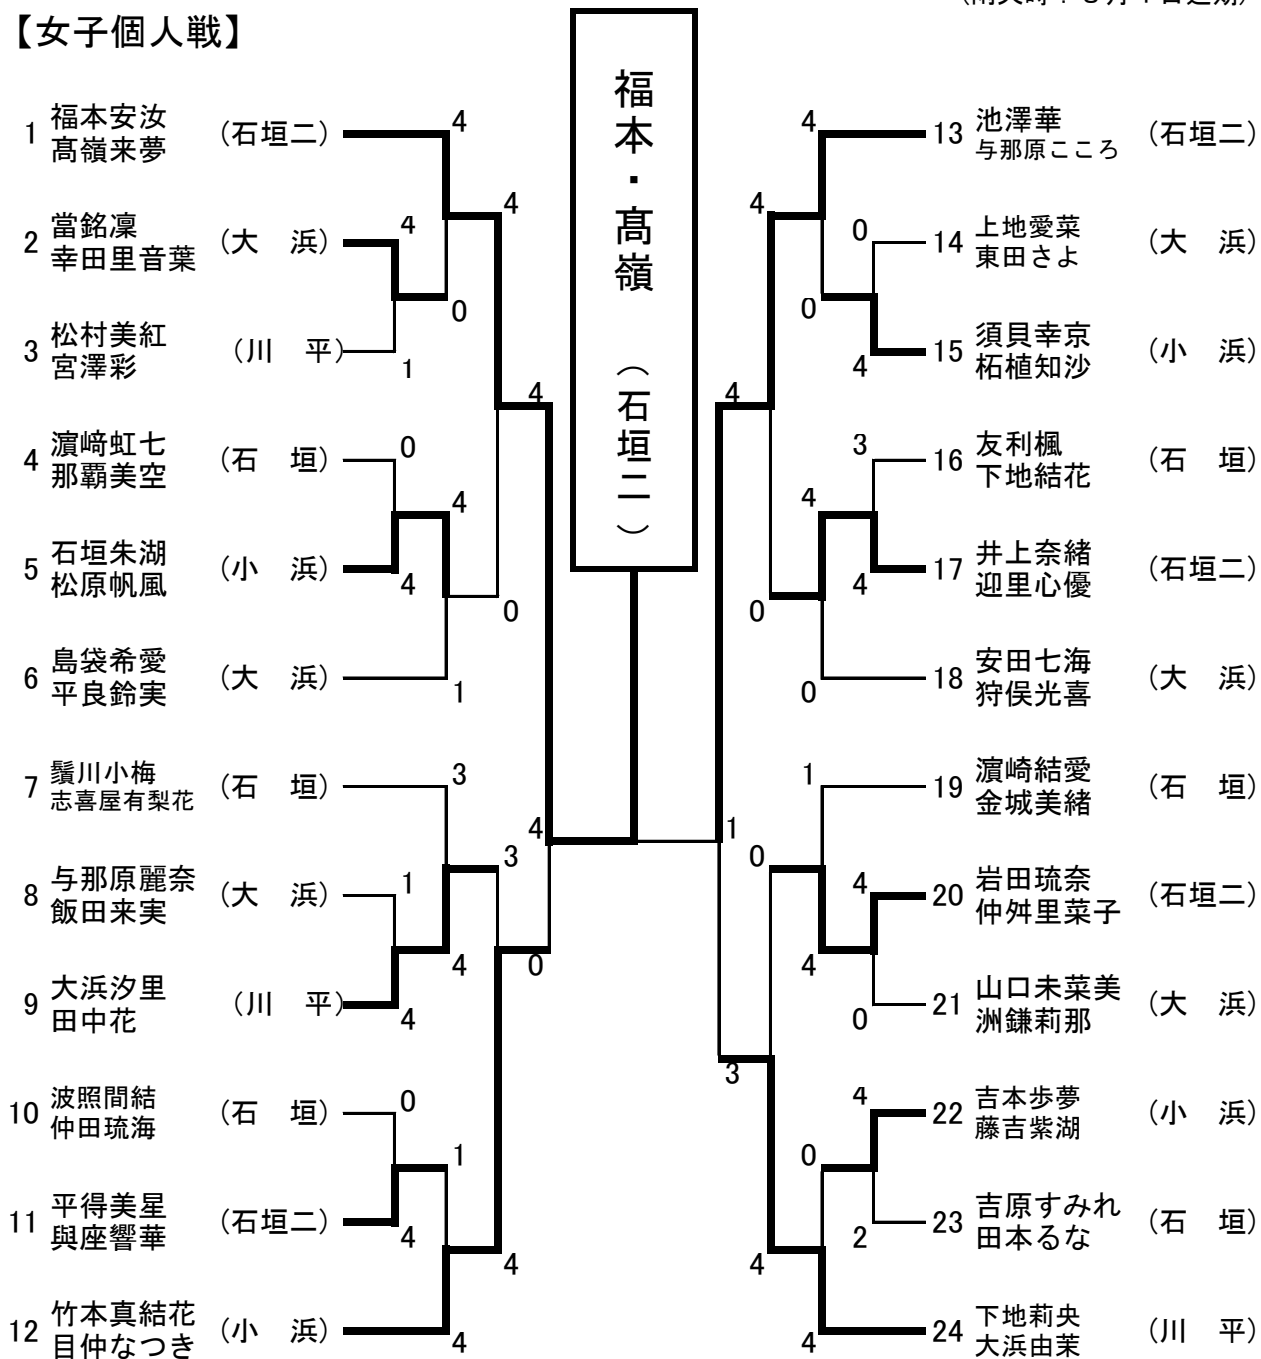 【女子個人戦】
福本・髙嶺 （石垣二）
1 福本安汝 髙嶺来夢 （石垣二） 4
2 當銘凜 幸田里音葉 （大 浜） 4
3 松村美紅 宮澤彩 （川 平） 1
4 濵﨑虹七 那覇美空 （石 垣） 0
5 石垣朱湖 松原帆風 （小 浜） 4
6 島袋希愛 平良鈴実 （大 浜） 1
7 鬚川小梅 志喜屋有梨花 （石 垣） 3
8 与那原麗奈 飯田来実 （大 浜） 1
9 大浜汐里 田中花 （川 平） 4
10 波照間結 仲田琉海 （石 垣） 0
11 平得美星 與座響華 （石垣二） 4
12 竹本真結花 目仲なつき （小 浜） 4
4
0
4
0
4
3
4
4
0
1
4
4 13 池澤華 与那原こころ （石垣二）
0 14 上地愛菜 東田さよ （大 浜）
4 15 須貝幸京 柘植知沙 （小 浜）
3 16 友利楓 下地結花 （石 垣）
4 17 井上奈緒 迎里心優 （石垣二）
0 18 安田七海 狩俣光喜 （大 浜）
1 19 濵崎結愛 金城美緒 （石 垣）
4 20 岩田琉奈 仲舛里菜子 （石垣二）
0 21 山口未菜美 洲鎌莉那 （大 浜）
4 22 吉本歩夢 藤吉紫湖 （小 浜）
2 23 吉原すみれ 田本るな （石 垣）
4 24 下地莉央 大浜由茉 （川 平）
4
0
4
4
0
1
0
4
3
0
4
4